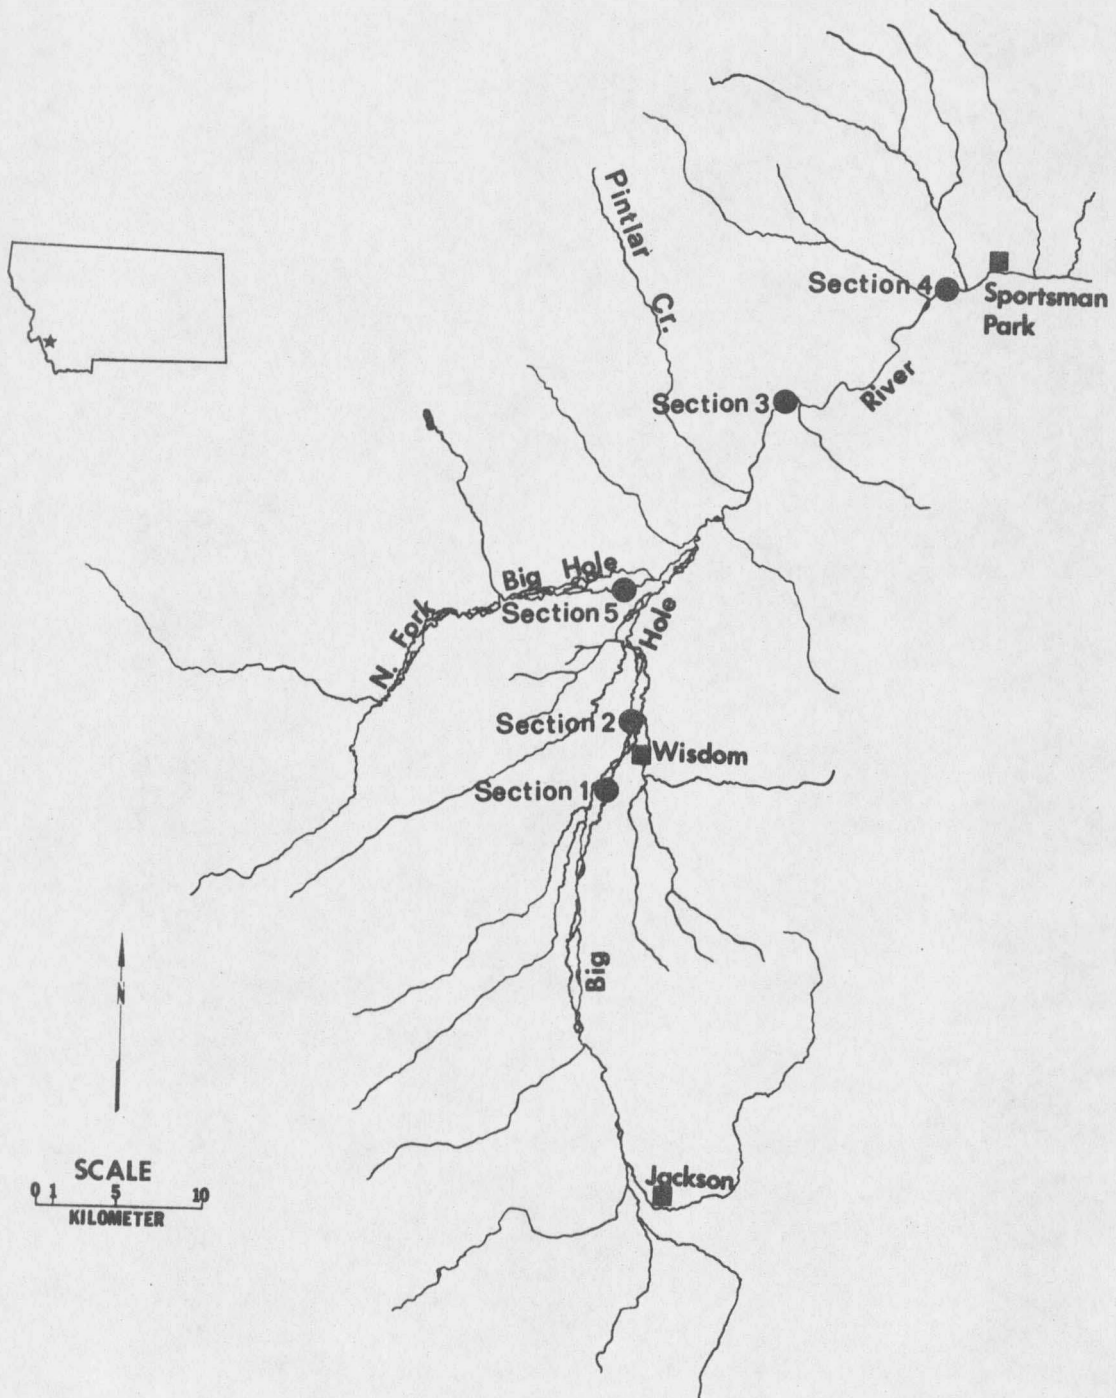 Pintlar Cr.
Section 4
Sportsman
Park
Section 3
River
Big Hole
N. Fork
Section 5
Hole
Section 2
Wisdom
Section 1
Big
N
Jackson
SCALE
0 1 5 10
KILOMETER